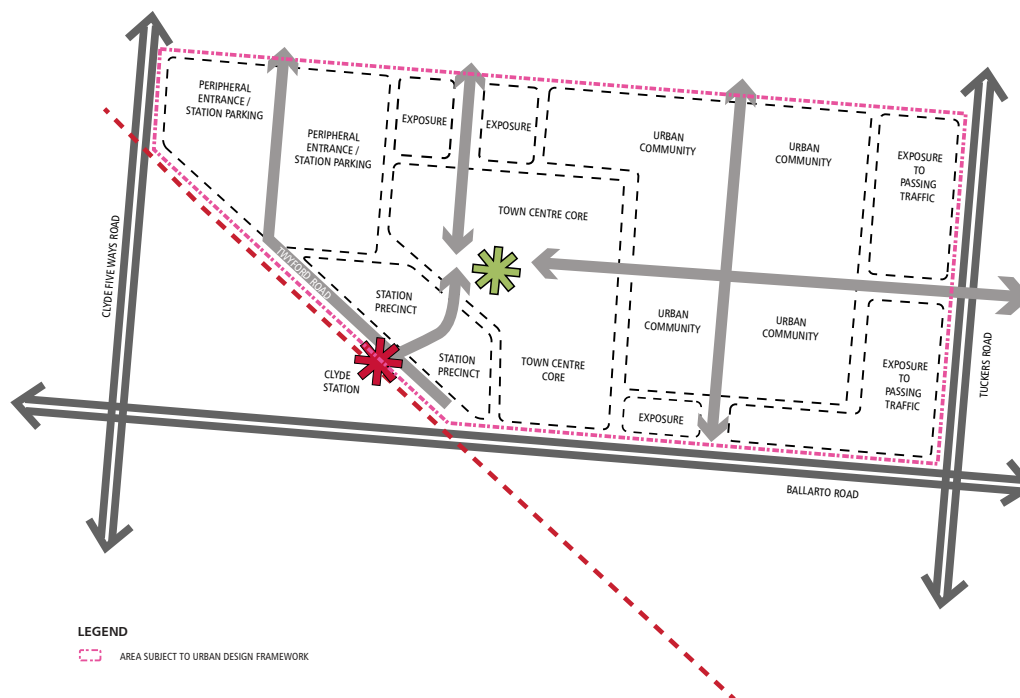 PERIPHERAL
ENTRANCE /
STATION PARKING
PERIPHERAL
ENTRANCE /
STATION PARKING
EXPOSURE
EXPOSURE
URBAN
COMMUNITY
URBAN
COMMUNITY
EXPOSURE
TO
PASSING
TRAFFIC
TOWN CENTRE CORE
CLYDE FIVE WAYS ROAD
TWYFORD ROAD
STATION
PRECINCT
URBAN
COMMUNITY
URBAN
COMMUNITY
STATION
PRECINCT
TOWN CENTRE
CORE
EXPOSURE
TO
PASSING
TRAFFIC
TUCKERS ROAD
CLYDE
STATION
EXPOSURE
BALLARTO ROAD
LEGEND
AREA SUBJECT TO URBAN DESIGN FRAMEWORK